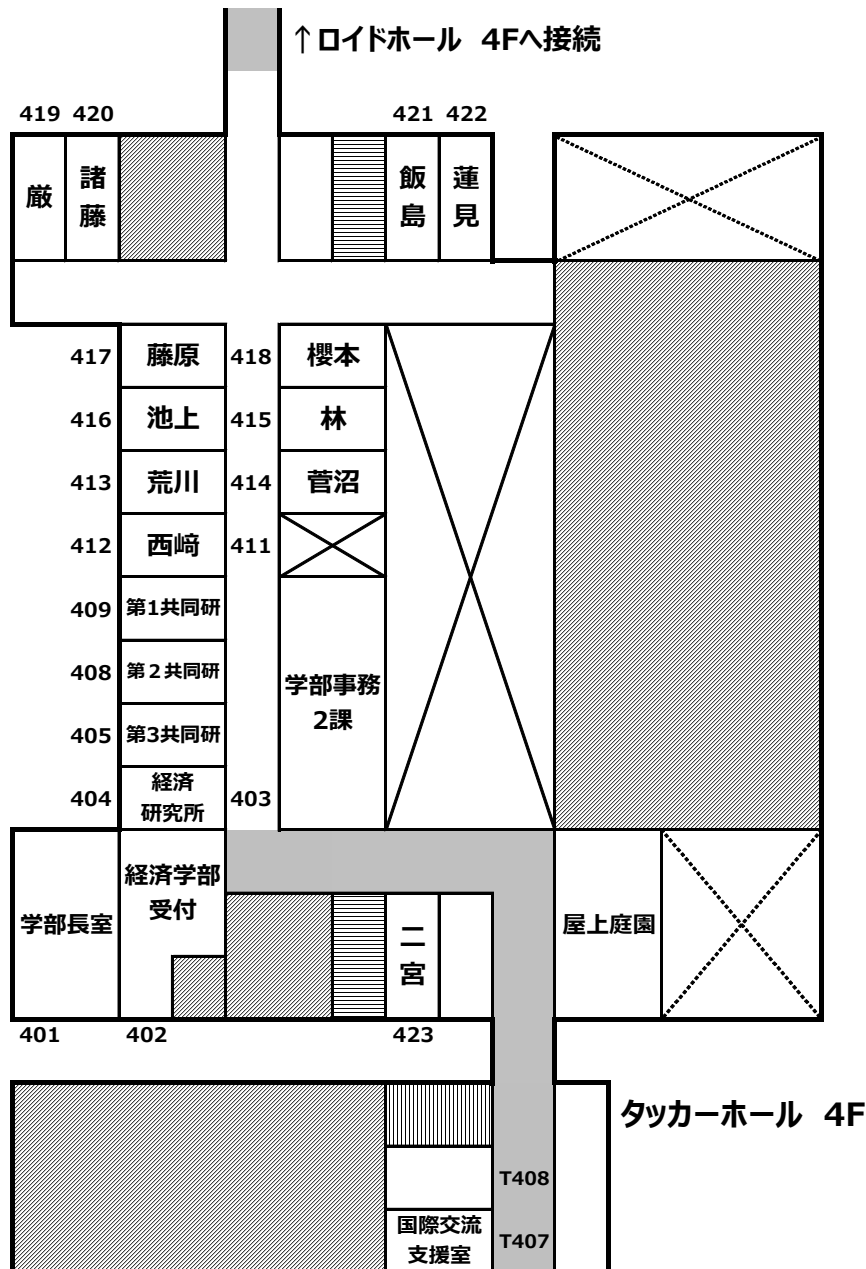 ↑ロイドホール 4Fへ接続
419 420 421 422
厳
諸藤
飯島
蓮見
417 藤原 418 櫻本
416 池上 415 林
413 荒川 414 菅沼
412 西﨑 411
409 第1共同研
408 第２共同研
学部事務
2課
405 第3共同研
経済
研究所
404 403
経済学部
受付
学部長室
二宮
屋上庭園
401 402 423
タッカーホール 4F
T408
国際交流
支援室
T407